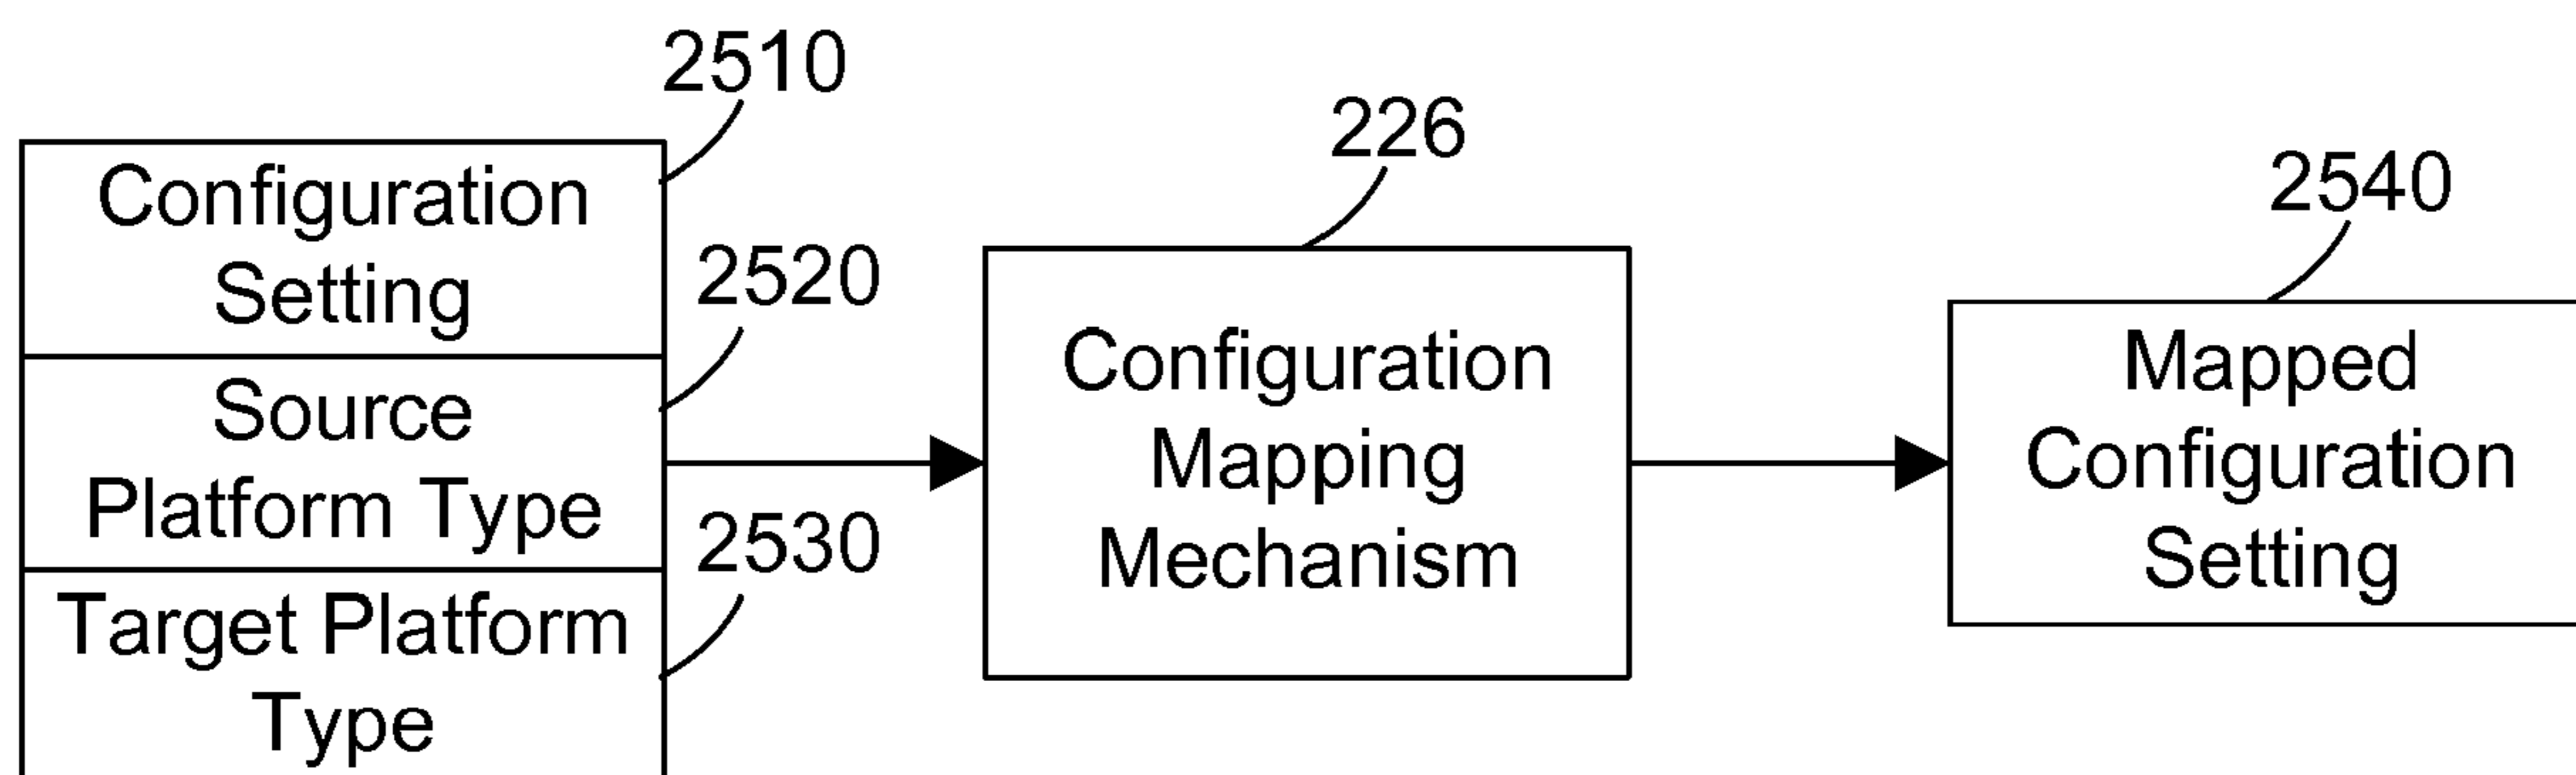 2510
Configuration
Setting
2520
Source
Platform Type
2530
Target Platform
Type
226
Configuration
Mapping
Mechanism
2540
Mapped
Configuration
Setting